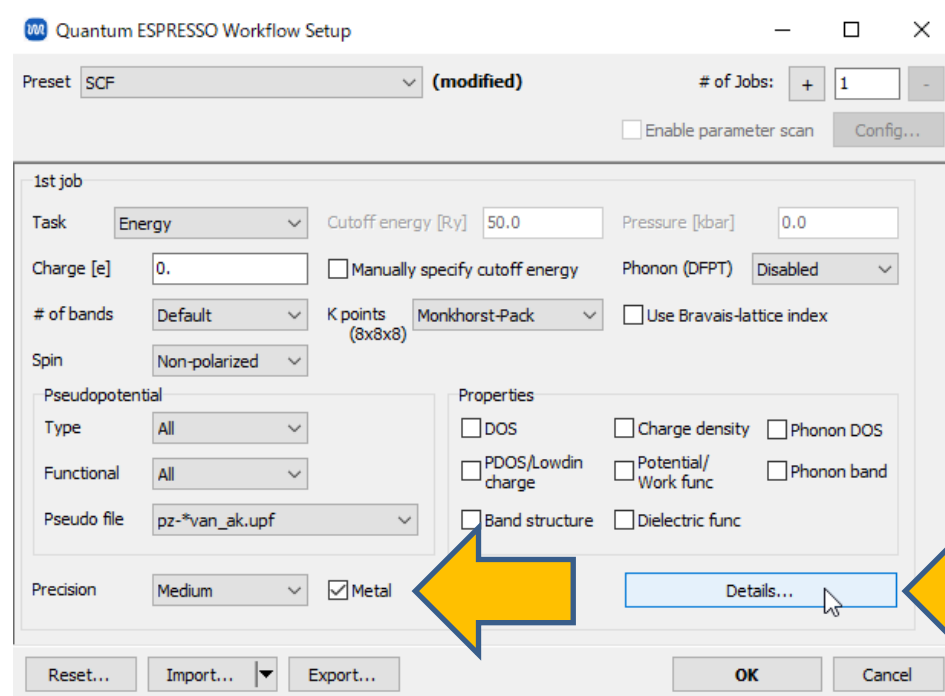 Quantum ESPRESSO Workflow Setup
Preset SCF (modified) # of Jobs: + 1 -
Enable parameter scan Config...
1st job
Task Energy Cutoff energy [Ry] 50.0 Pressure [kbar] 0.0
Charge [e] 0. Manually specify cutoff energy Phonon (DFPT) Disabled
# of bands Default K points (8x8x8) Monkhorst-Pack Use Bravais-lattice index
Spin Non-polarized
Pseudopotential Properties
Type All DOS Charge density Phonon DOS
Functional All PDOS/Lowdin charge Potential/ Work func Phonon band
Pseudo file pz-*van_ak.upf Band structure Dielectric func
Precision Medium Metal Details...
Reset... Import... Export... OK Cancel